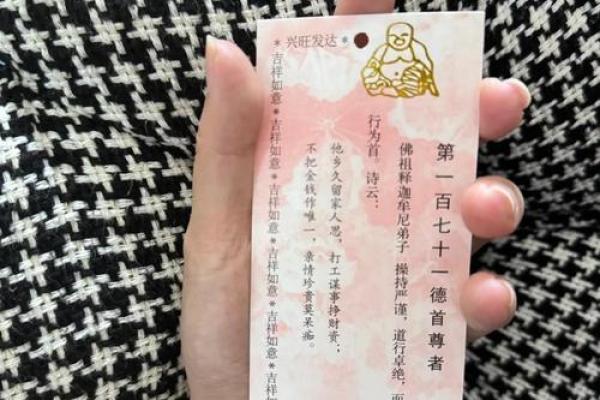 * 兴旺发达 *
第一百七十一德首尊者
佛祖释迦牟尼弟子 操持严谨，道行卓绝，
行为首。诗云：
他乡久留家人思，打工谋事挣财资；
不把金钱作唯一，亲情珍贵莫呆痴。
吉祥如意 * 吉祥如意 * 吉祥如意 * 吉祥如意 * 吉祥如意 * 吉